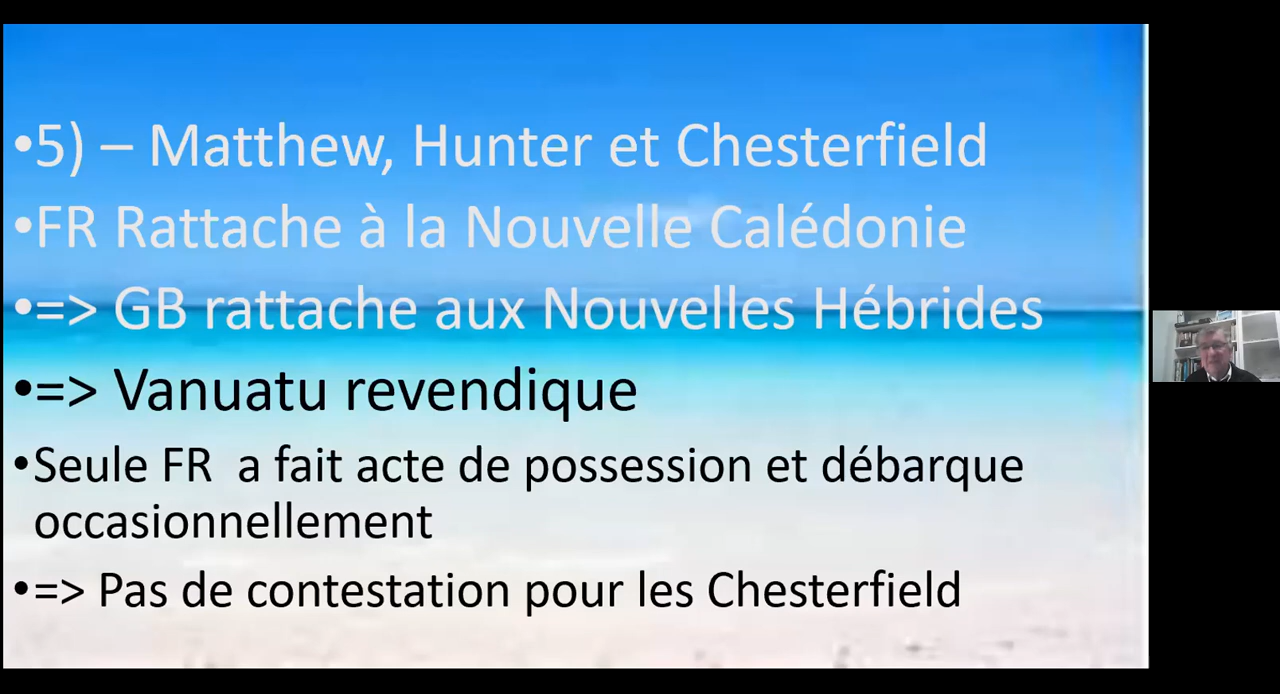 •5) – Matthew, Hunter et Chesterfield
•FR Rattache à la Nouvelle Calédonie
•=> GB rattache aux Nouvelles Hébrides
•=> Vanuatu revendique
•Seule FR a fait acte de possession et débarque
occasionnellement
•=> Pas de contestation pour les Chesterfield